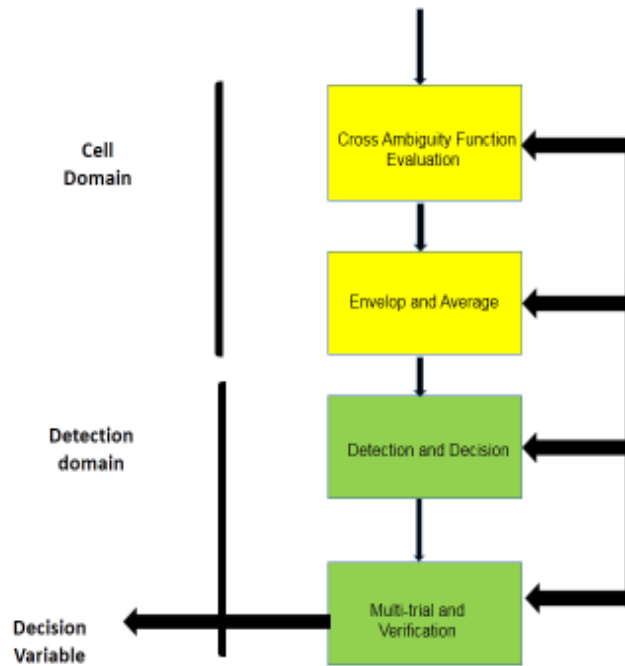 Cell
Domain
Cross Ambiguity Function
Evaluation
Envelop and Average
Detection
domain
Detection and Decision
Multi-trial and
Verification
Decision
Variable